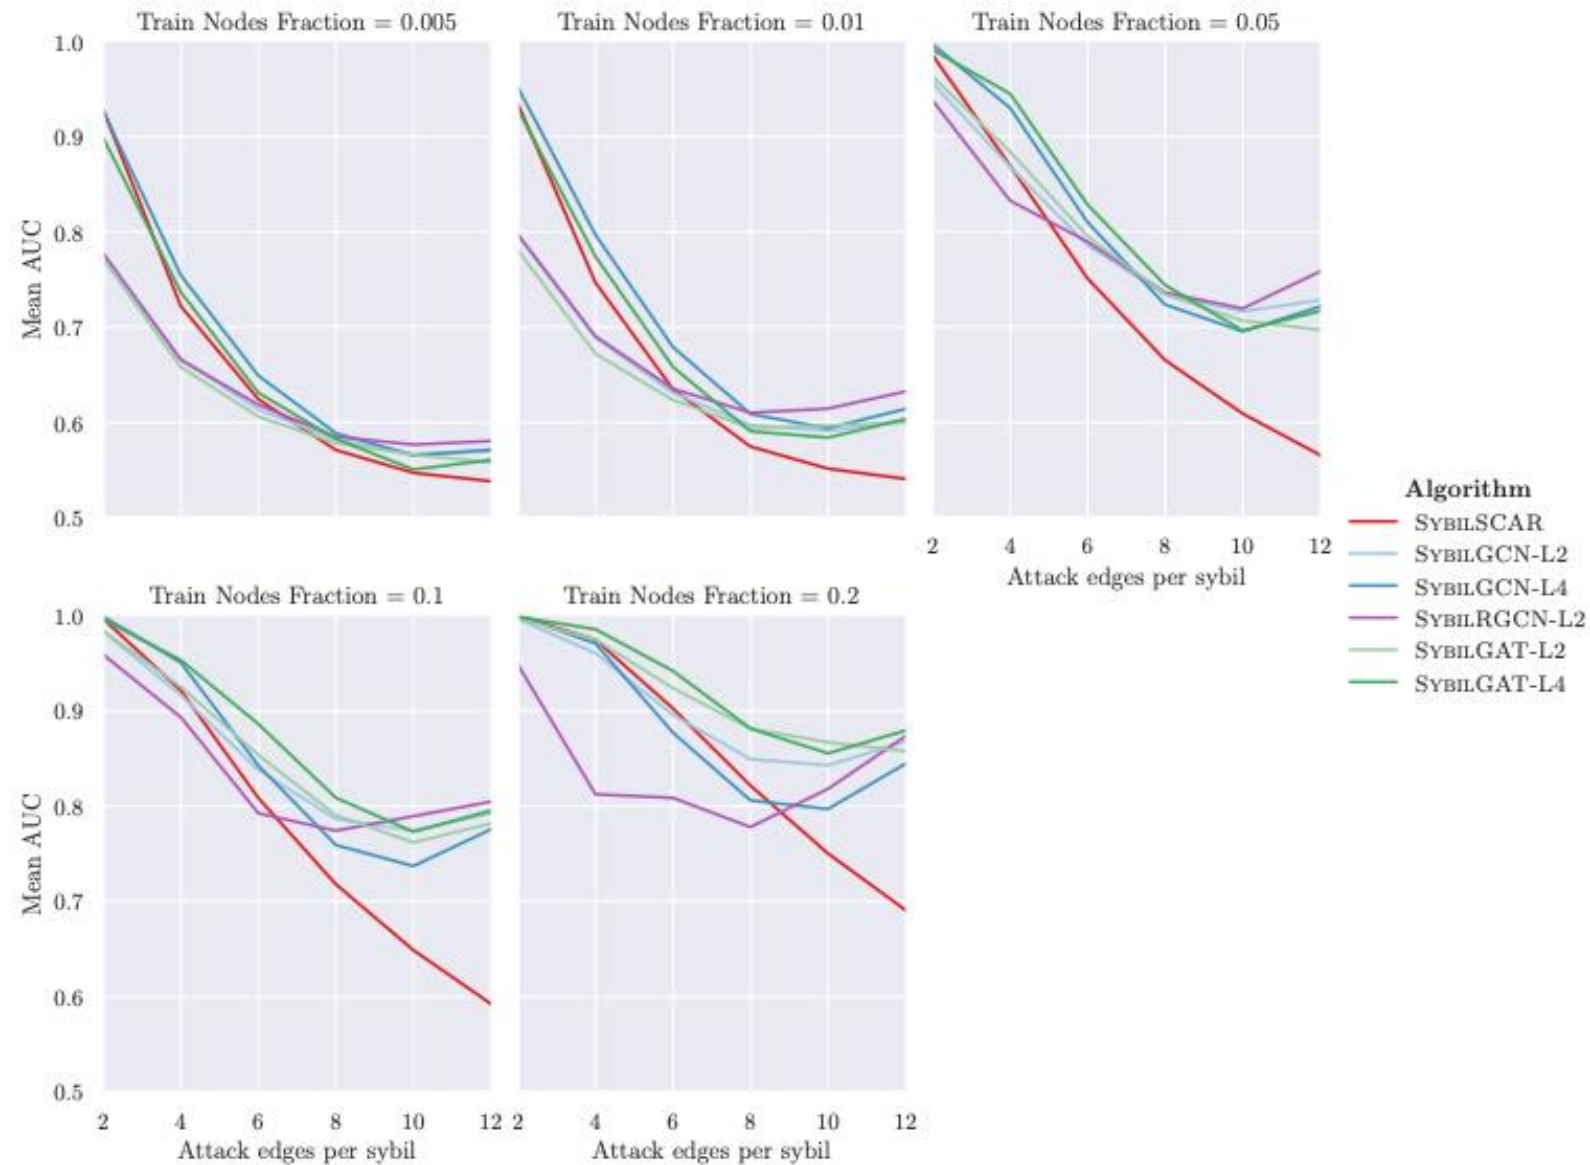 Train Nodes Fraction = 0.005
Train Nodes Fraction = 0.01
Train Nodes Fraction = 0.05
1.0
0.9
0.8
0.7
0.6
0.5
Mean AUC
2 4 6 8 10 12
Attack edges per sybil
Algorithm
SYBILSCAR
SYBILGCN-L2
SYBILGCN-L4
SYBILRGCN-L2
SYBILGAT-L2
SYBILGAT-L4
Train Nodes Fraction = 0.1
Train Nodes Fraction = 0.2
1.0
0.9
0.8
0.7
0.6
0.5
Mean AUC
2 4 6 8 10 12
2 4 6 8 10 12
Attack edges per sybil
Attack edges per sybil